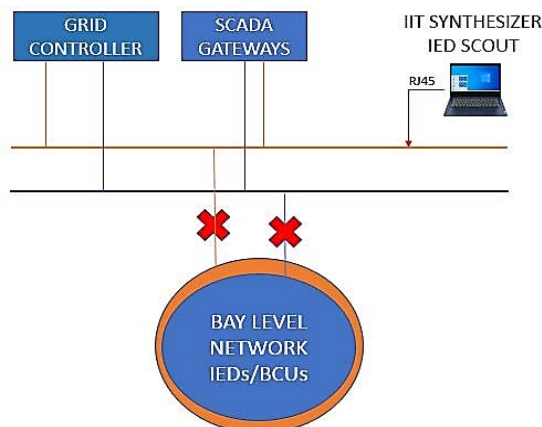 GRID
CONTROLLER
SCADA
GATEWAYS
IIT SYNTHESIZER
IED SCOUT
RJ45
BAY LEVEL
NETWORK
IEDs/BCUs